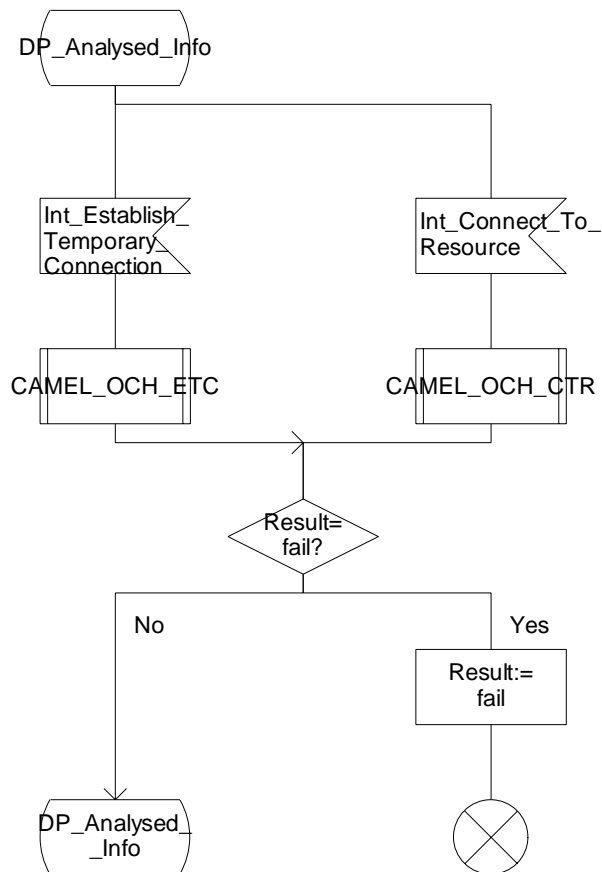 DP_Analysed_Info
Int_Establish_
Temporary_
Connection
Int_Connect_To_
Resource
CAMEL_OCH_ETC
CAMEL_OCH_CTR
Result=
fail?
No
Yes
Result:=
fail
DP_Analysed_
_Info